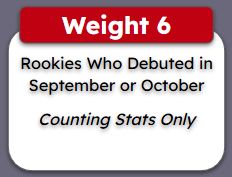 Weight 6
Rookies Who Debuted in
September or October
Counting Stats Only